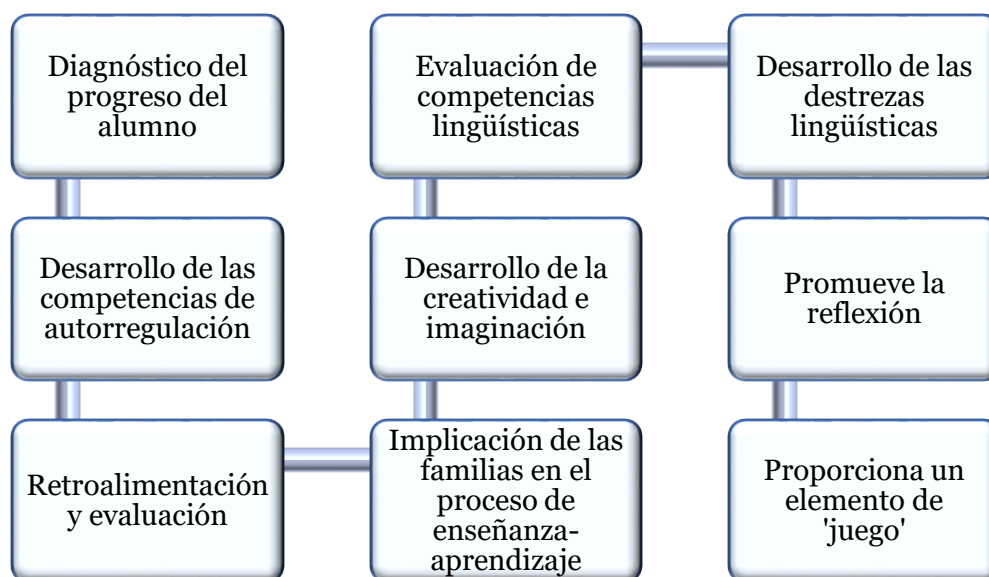 Diagnóstico del
progreso del
alumno
Desarrollo de las
competencias de
autorregulación
Retroalimentación
y evaluación
Implicación de las
familias en el
proceso de
enseñanza-
aprendizaje
Desarrollo de la
creatividad e
imaginación
Evaluación de
competencias
lingüísticas
Desarrollo de las
destrezas
lingüísticas
Promueve la
reflexión
Proporciona un
elemento de
'juego'